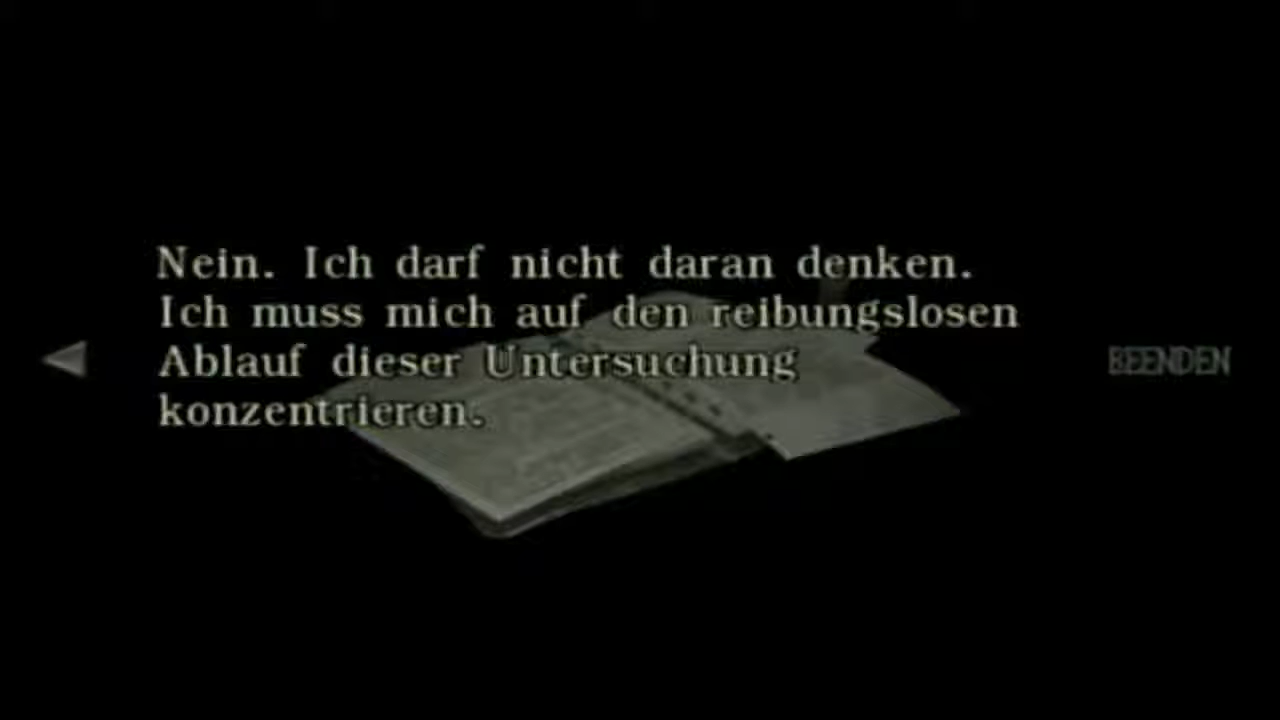 Nein. Ich darf nicht daran denken.
Ich muss mich auf den reibungslosen
Ablauf dieser Untersuchung
konzentrieren.
BEENDEN